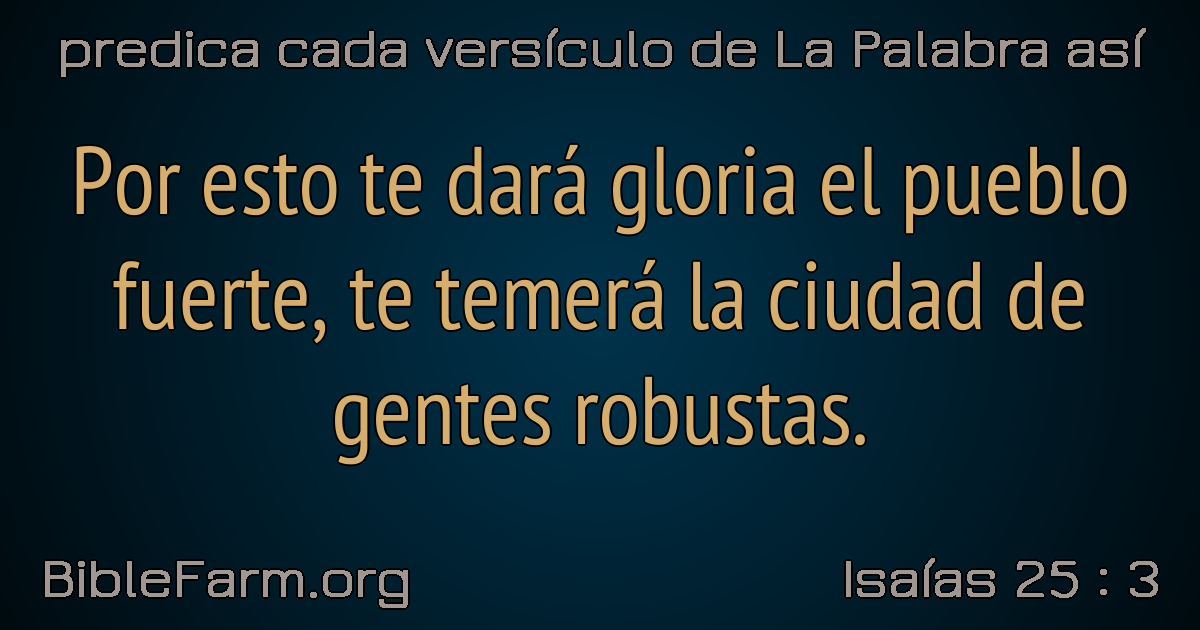 predica cada versículo de La Palabra así
Por esto te dará gloria el pueblo
fuerte, te temerá la ciudad de
gentes robustas.
BibleFarm.org
Isaías 25 : 3